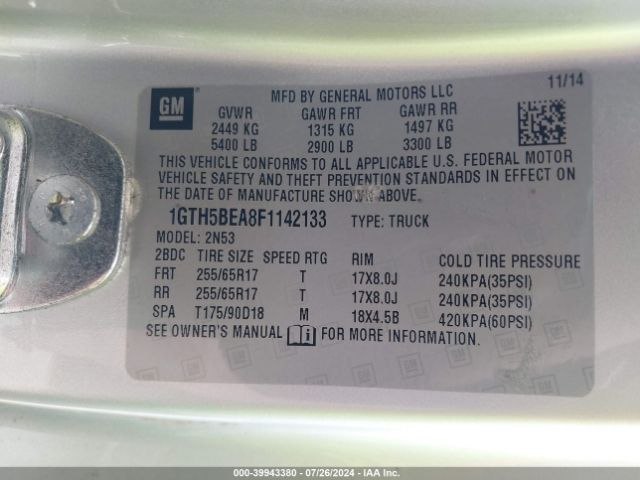 GM
MFD BY GENERAL MOTORS LLC 11/14
GVWR GAWR FRT GAWR RR
2449 KG 1315 KG 1497 KG
5400 LB 2900 LB 3300 LB
THIS VEHICLE CONFORMS TO ALL APPLICABLE U.S. FEDERAL MOTOR
VEHICLE SAFETY AND THEFT PREVENTION STANDARDS IN EFFECT ON
THE DATE OF MANUFACTURE SHOWN ABOVE.
1GTH5BEA8F1142133 TYPE: TRUCK
MODEL: 2N53
2BDC TIRE SIZE SPEED RTG RIM COLD TIRE PRESSURE
FRT 255/65R17 T 17X8.0J 240KPA(35PSI)
RR 255/65R17 T 17X8.0J 240KPA(35PSI)
SPA T175/90D18 M 18X4.5B 420KPA(60PSI)
SEE OWNER'S MANUAL FOR MORE INFORMATION.
000-39943380 - 07/26/2024 - IAA Inc.